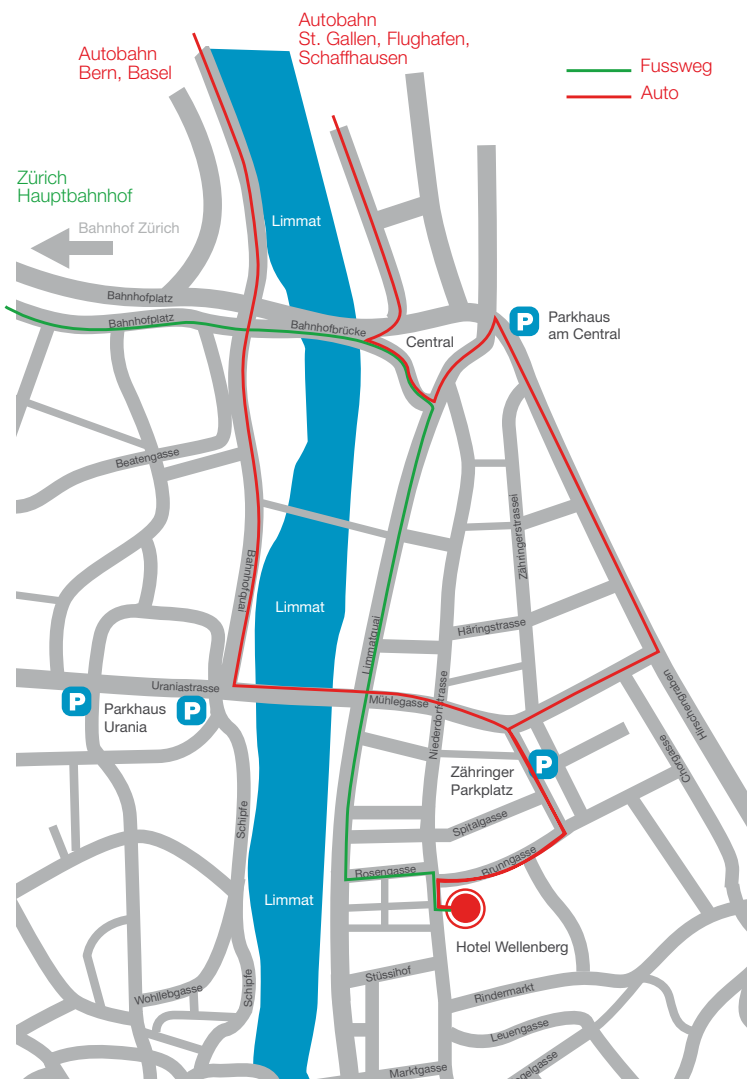 Autobahn
St. Gallen, Flughafen,
Schaffhausen
Autobahn
Bern, Basel
Fussweg
Auto
Zürich
Hauptbahnhof
Bahnhof Zürich
Limmat
Bahnhofplatz
Bahnhofplatz
Bahnhofbrücke
Central
P
Parkhaus
am Central
Beatengasse
Zähringerstrassel
Bahnhofquai
Limmat
Limmatquai
Häringstrasse
Uraniastrasse
Mühlegasse
Niederdorfstrasse
Hirschengraben
Chorgasse
P
Parkhaus
Urania
P
Zähringer
Parkplatz
P
Schipfe
Spitalgasse
Rosengasse
Brunngasse
Limmat
Hotel Wellenberg
Stüssihof
Schipfe
Wohllebgasse
Rindermarkt
Leuengasse
Marktgasse